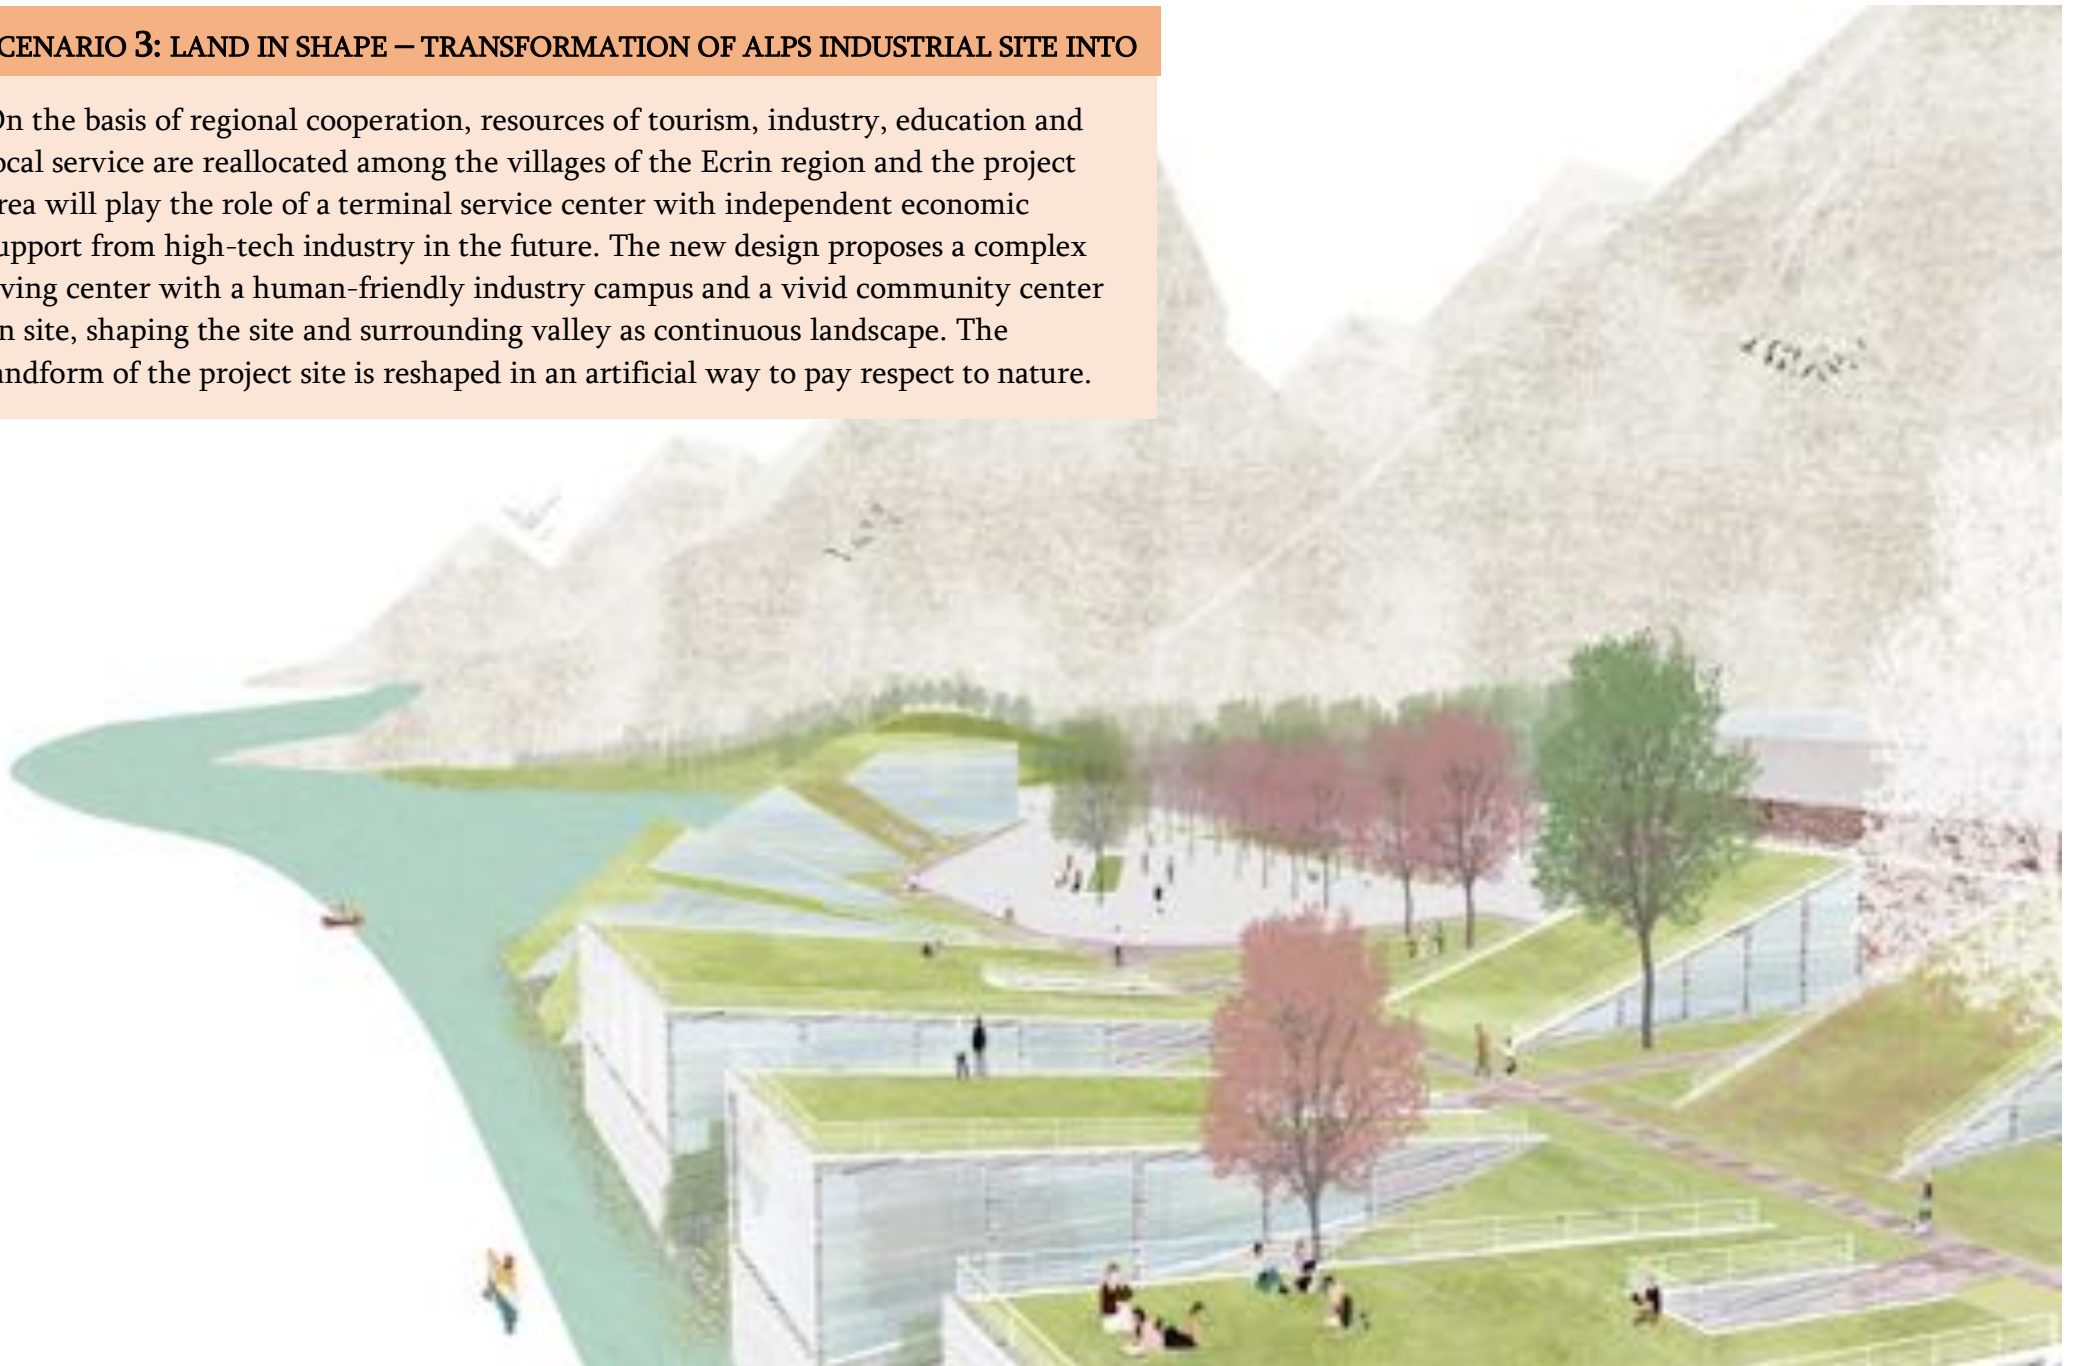 CENARIO 3: LAND IN SHAPE – TRANSFORMATION OF ALPS INDUSTRIAL SITE INTO
On the basis of regional cooperation, resources of tourism, industry, education and
ocal service are reallocated among the villages of the Ecrin region and the project
rea will play the role of a terminal service center with independent economic
upport from high-tech industry in the future. The new design proposes a complex
ving center with a human-friendly industry campus and a vivid community center
n site, shaping the site and surrounding valley as continuous landscape. The
andform of the project site is reshaped in an artificial way to pay respect to nature.